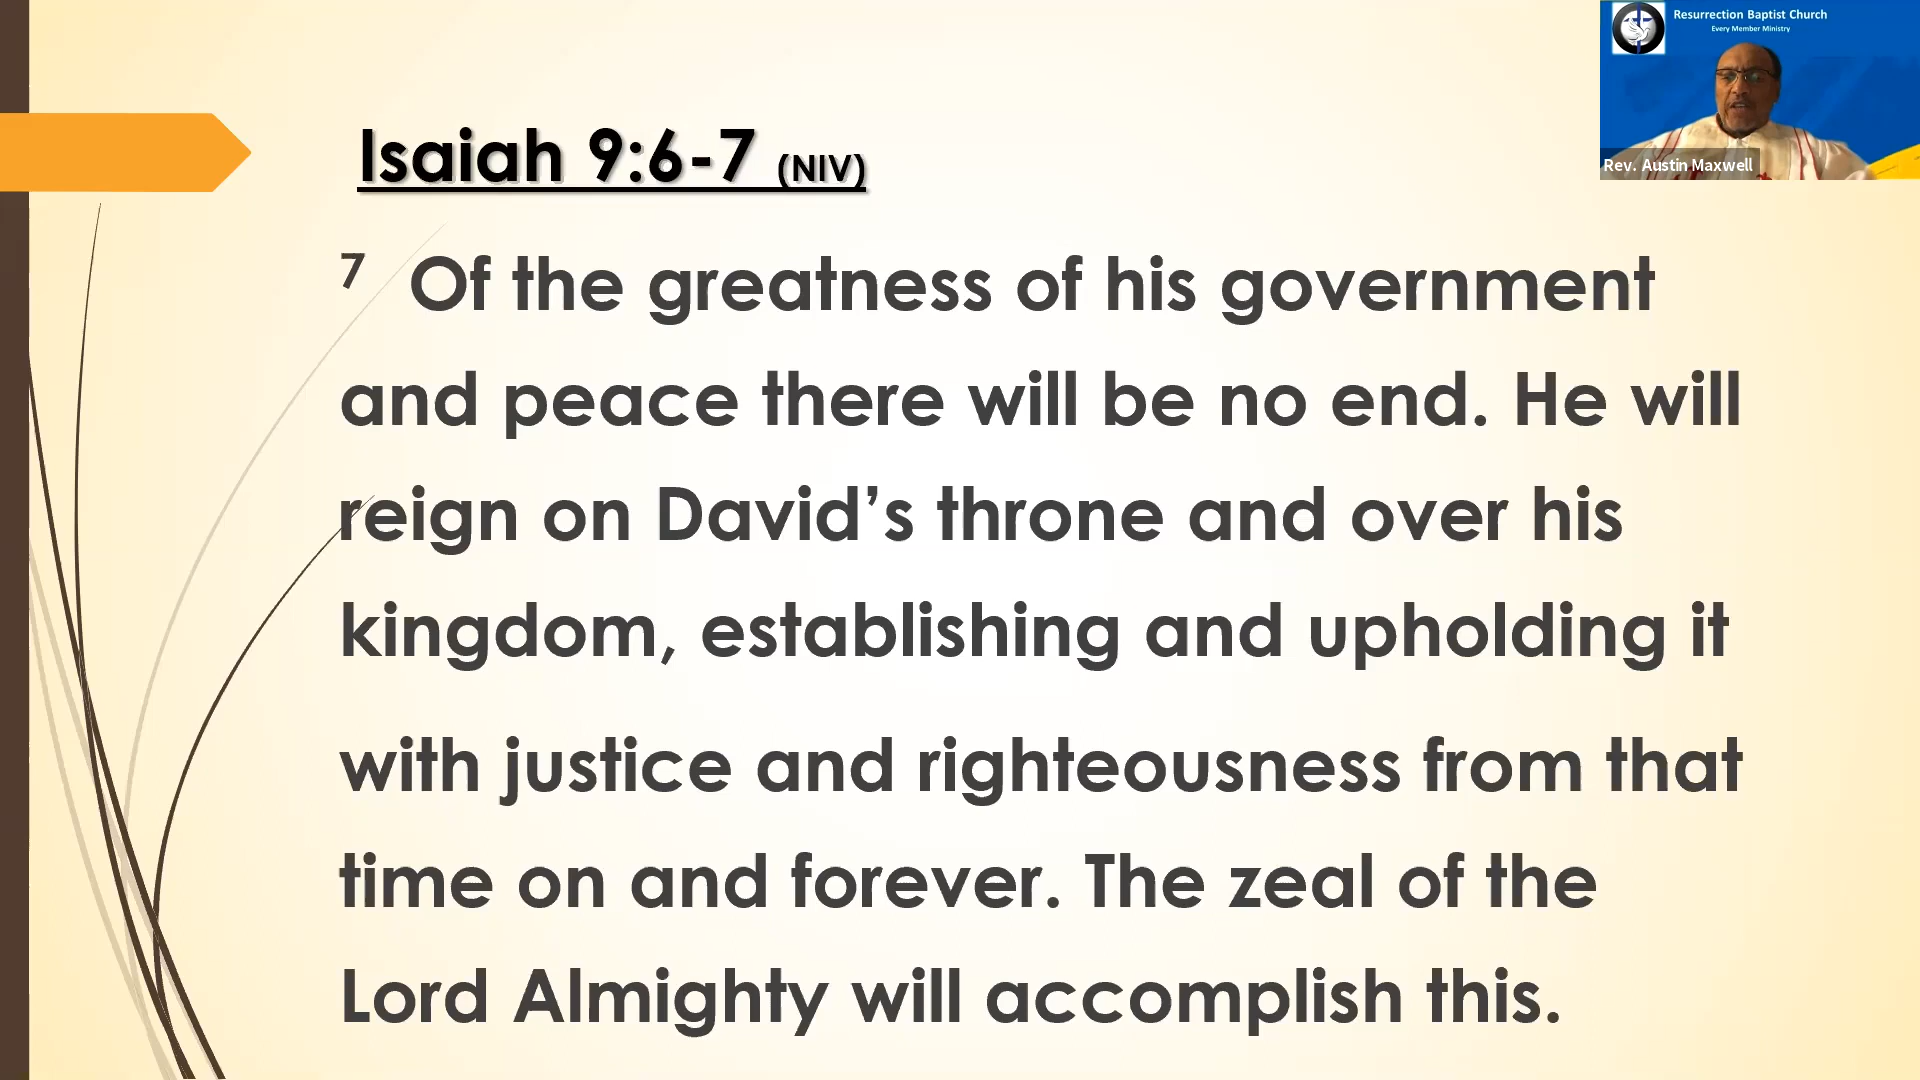 Resurrection Baptist Church
Every Member Ministry
Rev. Austin Maxwell
Isaiah 9:6-7 (NIV)
7 Of the greatness of his government
and peace there will be no end. He will
reign on David’s throne and over his
kingdom, establishing and upholding it
with justice and righteousness from that
time on and forever. The zeal of the
Lord Almighty will accomplish this.